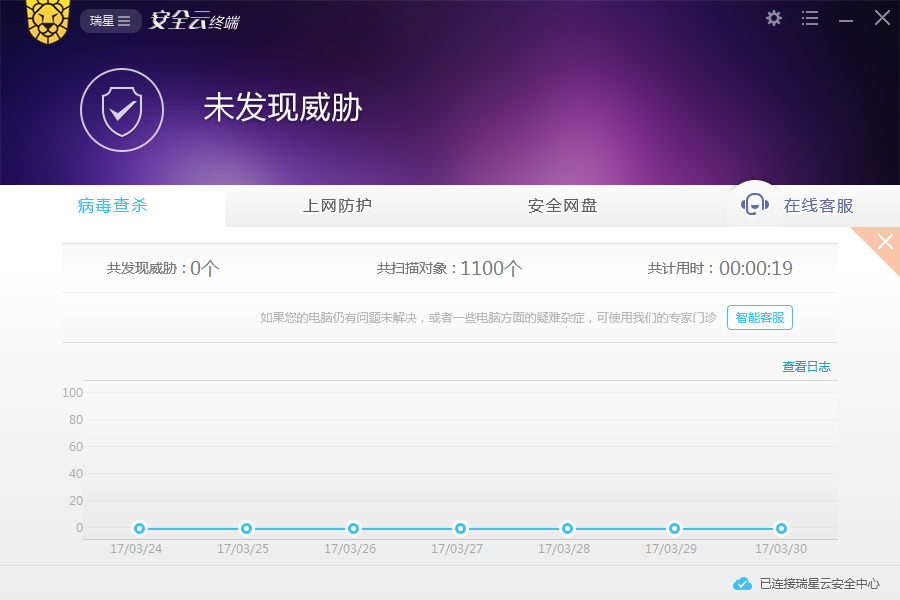 瑞星 安全云终端
未发现威胁
病毒查杀 上网防护 安全网盘 在线客服
共发现威胁：0个 共扫描对象：1100个 共计用时：00:00:19
如果您的电脑仍有问题未解决，或者一些电脑方面的疑难杂症，可使用我们的专家门诊 智能客服
查看日志
100
80
60
40
20
0
17/03/24 17/03/25 17/03/26 17/03/27 17/03/28 17/03/29 17/03/30
已连接瑞星云安全中心